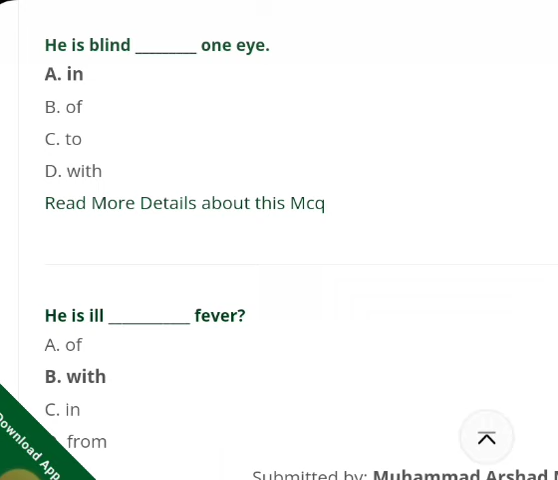 He is blind ________ one eye.
A. in
B. of
C. to
D. with
Read More Details about this Mcq
He is ill ___________ fever?
A. of
B. with
C. in
from
Download App
Submitted by: Muhammad Arshad